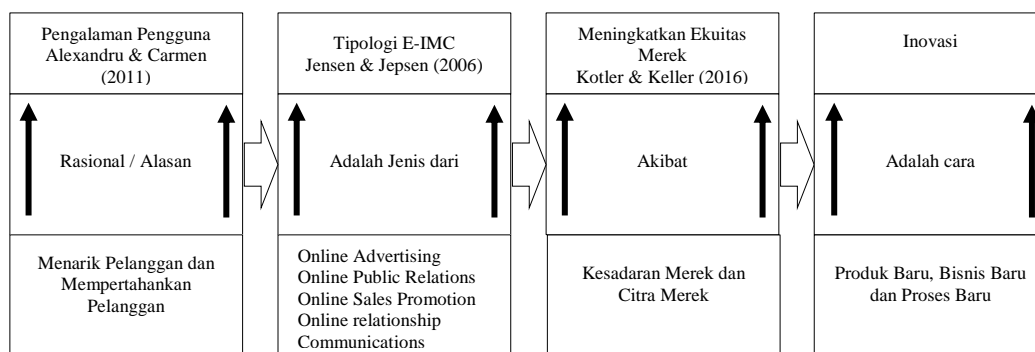 Pengalaman Pengguna
Alexandru & Carmen
(2011)
Rasional / Alasan
Menarik Pelanggan dan
Mempertahankan
Pelanggan
Tipologi E-IMC
Jensen & Jepsen (2006)
Adalah Jenis dari
Online Advertising
Online Public Relations
Online Sales Promotion
Online relationship
Communications
Meningkatkan Ekuitas
Merek
Kotler & Keller (2016)
Akibat
Kesadaran Merek dan
Citra Merek
Inovasi
Adalah cara
Produk Baru, Bisnis Baru
dan Proses Baru